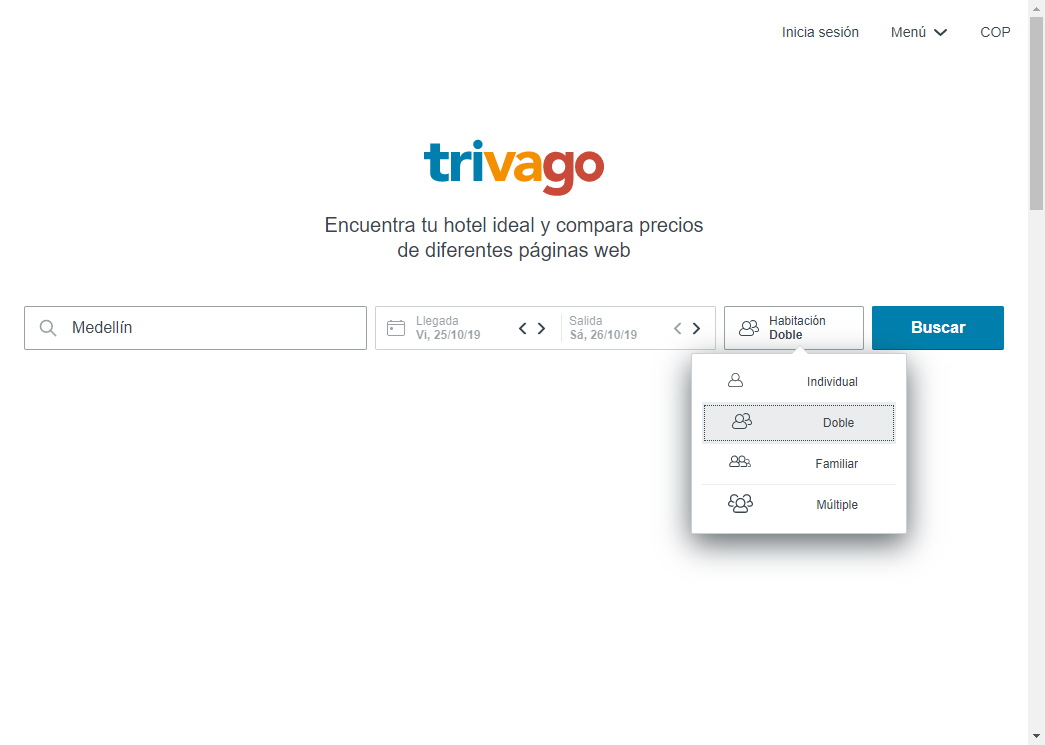 Inicia sesión Menú COP
trivago
Encuentra tu hotel ideal y compara precios
de diferentes páginas web
Medellín
Llegada
Vi, 25/10/19
Salida
Sá, 26/10/19
Habitación
Doble
Buscar
Individual
Doble
Familiar
Múltiple